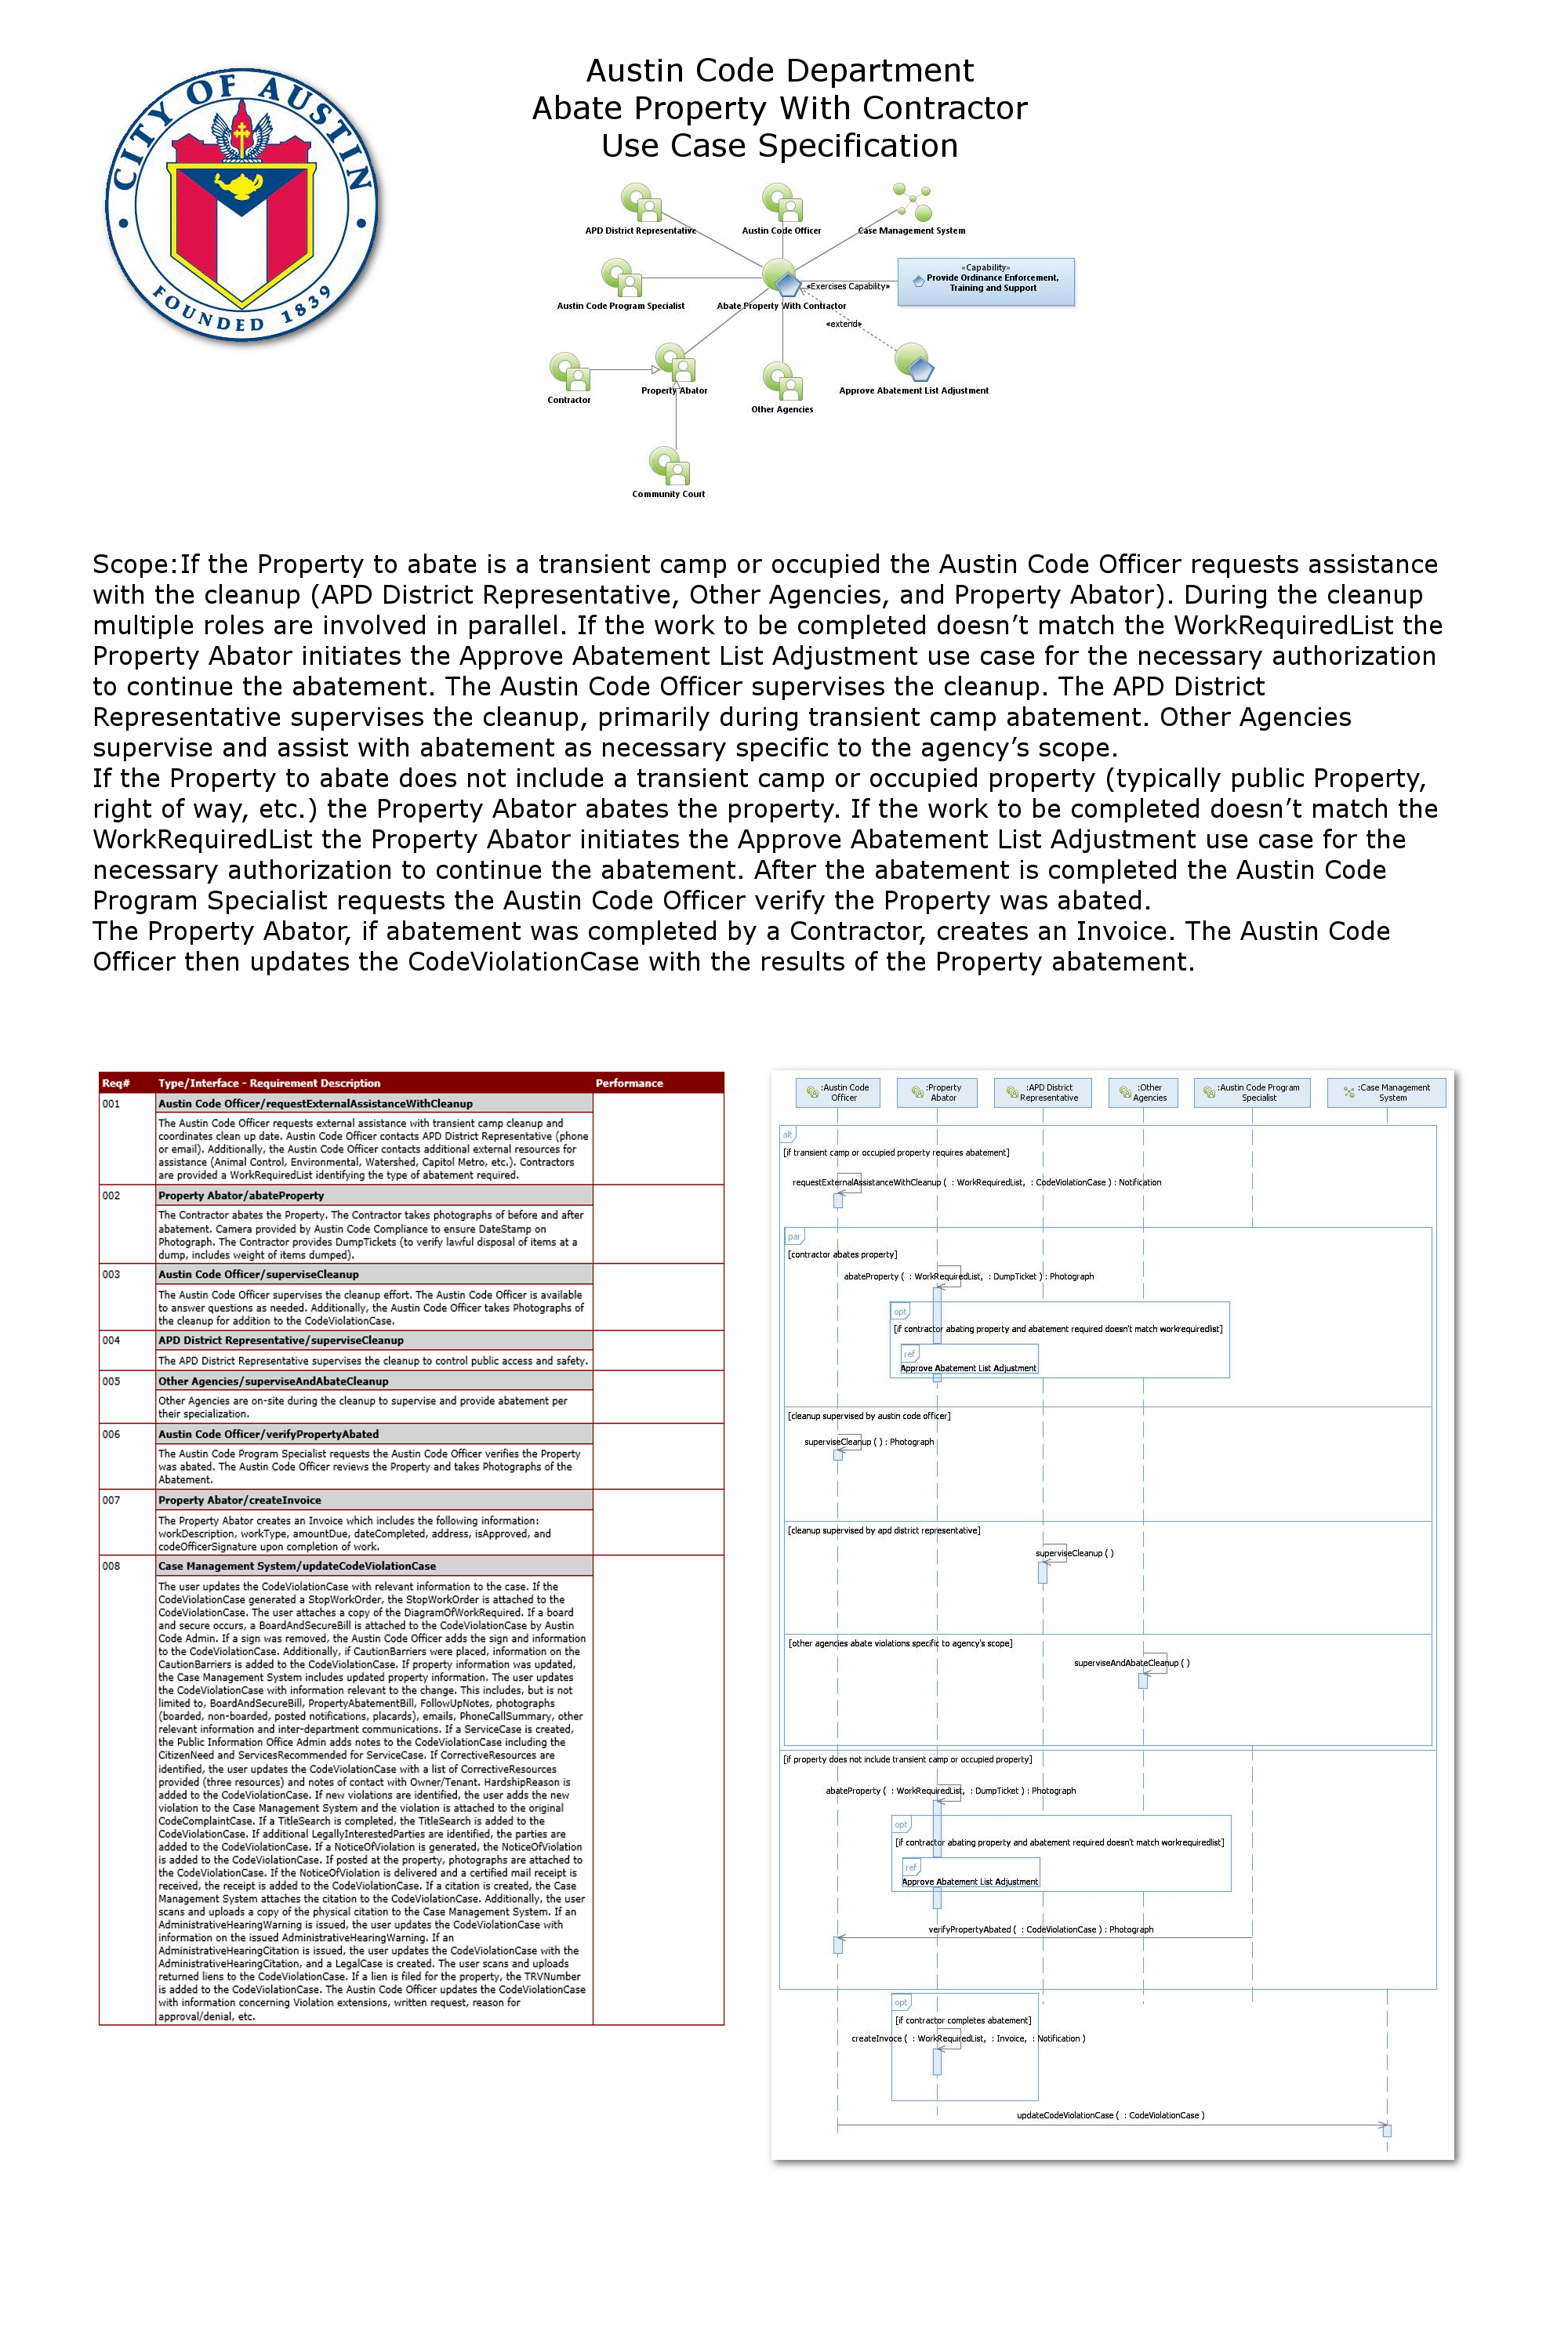 CITY OF AUSTIN
FOUNDED 1839
Austin Code Department
Abate Property With Contractor
Use Case Specification
APD District Representative
Austin Code Officer
Case Management System
«Capability»
Provide Ordinance Enforcement,
Training and Support
«Exercises Capability»
Austin Code Program Specialist
Abate Property With Contractor
«extend»
Contractor
Property Abator
Other Agencies
Approve Abatement List Adjustment
Community Court
Scope:If the Property to abate is a transient camp or occupied the Austin Code Officer requests assistance
with the cleanup (APD District Representative, Other Agencies, and Property Abator). During the cleanup
multiple roles are involved in parallel. If the work to be completed doesn’t match the WorkRequiredList the
Property Abator initiates the Approve Abatement List Adjustment use case for the necessary authorization
to continue the abatement. The Austin Code Officer supervises the cleanup. The APD District
Representative supervises the cleanup, primarily during transient camp abatement. Other Agencies
supervise and assist with abatement as necessary specific to the agency’s scope.
If the Property to abate does not include a transient camp or occupied property (typically public Property,
right of way, etc.) the Property Abator abates the property. If the work to be completed doesn’t match the
WorkRequiredList the Property Abator initiates the Approve Abatement List Adjustment use case for the
necessary authorization to continue the abatement. After the abatement is completed the Austin Code
Program Specialist requests the Austin Code Officer verify the Property was abated.
The Property Abator, if abatement was completed by a Contractor, creates an Invoice. The Austin Code
Officer then updates the CodeViolationCase with the results of the Property abatement.
Req# Type/Interface - Requirement Description Performance
001 Austin Code Officer/requestExternalAssistanceWithCleanup
The Austin Code Officer requests external assistance with transient camp cleanup and
coordinates clean up date. Austin Code Officer contacts APD District Representative (phone
or email). Additionally, the Austin Code Officer contacts additional external resources for
assistance (Animal Control, Environmental, Watershed, Capitol Metro, etc.). Contractors
are provided a WorkRequiredList identifying the type of abatement required.
002 Property Abator/abateProperty
The Contractor abates the Property. The Contractor takes photographs of before and after
abatement. Camera provided by Austin Code Compliance to ensure DateStamp on
Photograph. The Contractor provides DumpTickets (to verify lawful disposal of items at a
dump, includes weight of items dumped).
003 Austin Code Officer/superviseCleanup
The Austin Code Officer supervises the cleanup effort. The Austin Code Officer is available
to answer questions as needed. Additionally, the Austin Code Officer takes Photographs of
the cleanup for addition to the CodeViolationCase.
004 APD District Representative/superviseCleanup
The APD District Representative supervises the cleanup to control public access and safety.
005 Other Agencies/superviseAndAbateCleanup
Other Agencies are on-site during the cleanup to supervise and provide abatement per
their specialization.
006 Austin Code Officer/verifyPropertyAbated
The Austin Code Program Specialist requests the Austin Code Officer verifies the Property
was abated. The Austin Code Officer reviews the Property and takes Photographs of the
Abatement.
007 Property Abator/createInvoice
The Property Abator creates an Invoice which includes the following information:
workDescription, workType, amountDue, dateCompleted, address, isApproved, and
codeOfficerSignature upon completion of work.
008 Case Management System/updateCodeViolationCase
The user updates the CodeViolationCase with relevant information to the case. If the
CodeViolationCase generated a StopWorkOrder, the StopWorkOrder is attached to the
CodeViolationCase. The user attaches a copy of the DiagramOfWorkRequired. If a board
and secure occurs, a BoardAndSecureBill is attached to the CodeViolationCase by Austin
Code Admin. If a sign was removed, the Austin Code Officer adds the sign and information
to the CodeViolationCase. Additionally, if CautionBarriers were placed, information on the
CautionBarriers is added to the CodeViolationCase. If property information was updated,
the Case Management System includes updated property information. The user updates
the CodeViolationCase with information relevant to the change. This includes, but is not
limited to, BoardAndSecureBill, PropertyAbatementBill, FollowUpNotes, photographs
(boarded, non-boarded, posted notifications, placards), emails, PhoneCallSummary, other
relevant information and inter-department communications. If a ServiceCase is created,
the Public Information Office Admin adds notes to the CodeViolationCase including the
CitizenNeed and ServicesRecommended for ServiceCase. If CorrectiveResources are
identified, the user updates the CodeViolationCase with a list of CorrectiveResources
provided (three resources) and notes of contact with Owner/Tenant. HardshipReason is
added to the CodeViolationCase. If new violations are identified, the user adds the new
violation to the Case Management System and the violation is attached to the original
CodeComplaintCase. If a TitleSearch is completed, the TitleSearch is added to the
CodeViolationCase. If additional LegallyInterestedParties are identified, the parties are
added to the CodeViolationCase. If a NoticeOfViolation is generated, the NoticeOfViolation
is added to the CodeViolationCase. If posted at the property, photographs are attached to
the CodeViolationCase. If the NoticeOfViolation is delivered and a certified mail receipt is
received, the receipt is added to the CodeViolationCase. If a citation is created, the Case
Management System attaches the citation to the CodeViolationCase. Additionally, the user
scans and uploads a copy of the physical citation to the Case Management System. If an
AdministrativeHearingWarning is issued, the user updates the CodeViolationCase with
information on the issued AdministrativeHearingWarning. If an
AdministrativeHearingCitation is issued, the user updates the CodeViolationCase with the
AdministrativeHearingCitation, and a LegalCase is created. The user scans and uploads
returned liens to the CodeViolationCase. If a lien is filed for the property, the TRVNumber
is added to the CodeViolationCase. The Austin Code Officer updates the CodeViolationCase
with information concerning Violation extensions, written request, reason for
approval/denial, etc.
:Austin Code
Officer
:Property
Abator
:APD District
Representative
:Other
Agencies
:Austin Code Program
Specialist
:Case Management
System
alt
[if transient camp or occupied property requires abatement]
requestExternalAssistanceWithCleanup ( : WorkRequiredList, : CodeViolationCase ) : Notification
par
[contractor abates property]
abateProperty ( : WorkRequiredList, : DumpTicket ) : Photograph
opt
[if contractor abating property and abatement required doesn't match workrequiredlist]
ref
Approve Abatement List Adjustment
[cleanup supervised by austin code officer]
superviseCleanup ( ) : Photograph
[cleanup supervised by apd district representative]
superviseCleanup ( )
[other agencies abate violations specific to agency's scope]
superviseAndAbateCleanup ( )
[if property does not include transient camp or occupied property]
abateProperty ( : WorkRequiredList, : DumpTicket ) : Photograph
opt
[if contractor abating property and abatement required doesn't match workrequiredlist]
ref
Approve Abatement List Adjustment
verifyPropertyAbated ( : CodeViolationCase ) : Photograph
opt
[if contractor completes abatement]
createInvoce ( : WorkRequiredList, : Invoice, : Notification )
updateCodeViolationCase ( : CodeViolationCase )